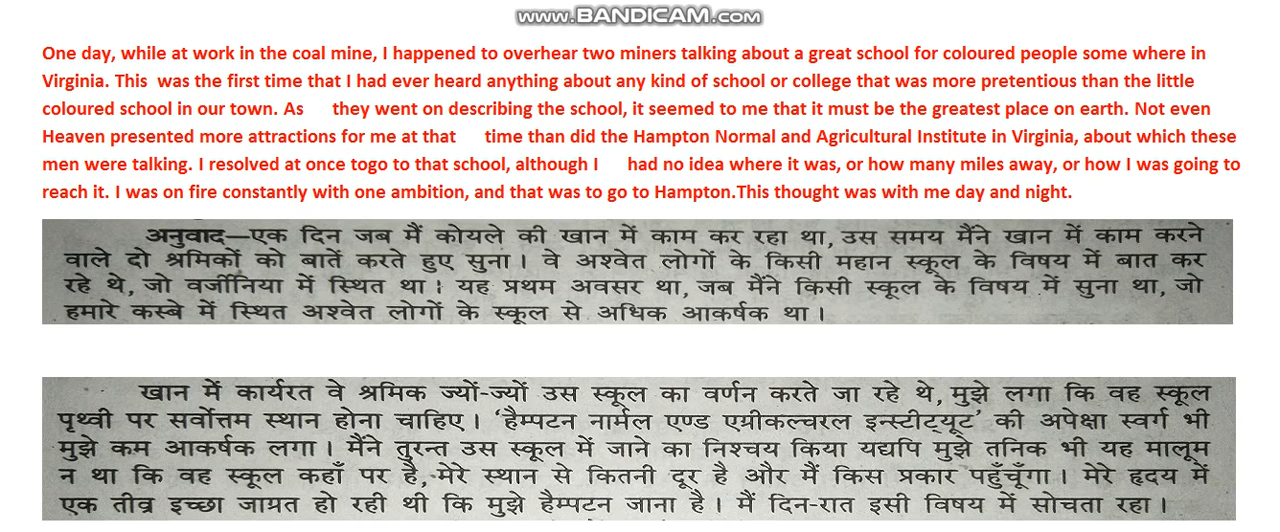 www.BANDICAM.com
One day, while at work in the coal mine, I happened to overhear two miners talking about a great school for coloured people some where in
Virginia. This  was the first time that I had ever heard anything about any kind of school or college that was more pretentious than the little
coloured school in our town. As     they went on describing the school, it seemed to me that it must be the greatest place on earth. Not even
Heaven presented more attractions for me at that     time than did the Hampton Normal and Agricultural Institute in Virginia, about which these
men were talking. I resolved at once togo to that school, although I     had no idea where it was, or how many miles away, or how I was going to
reach it. I was on fire constantly with one ambition, and that was to go to Hampton.This thought was with me day and night.
अनुवाद—एक दिन जब मैं कोयले की खान में काम कर रहा था, उस समय मैंने खान में काम करने
वाले दो श्रमिकों को बातें करते हुए सुना। वे अश्वेत लोगों के किसी महान स्कूल के विषय में बात कर
रहे थे, जो वर्जीनिया में स्थित था। यह प्रथम अवसर था, जब मैंने किसी स्कूल के विषय में सुना था, जो
हमारे कस्बे में स्थित अश्वेत लोगों के स्कूल से अधिक आकर्षक था।
खान में कार्यरत वे श्रमिक ज्यों-ज्यों उस स्कूल का वर्णन करते जा रहे थे, मुझे लगा कि वह स्कूल
पृथ्वी पर सर्वोत्तम स्थान होना चाहिए। ‘हैम्पटन नार्मल एण्ड एग्रीकल्चरल इन्स्टीट्यूट’ की अपेक्षा स्वर्ग भी
मुझे कम आकर्षक लगा। मैंने तुरन्त उस स्कूल में जाने का निश्चय किया यद्यपि मुझे तनिक भी यह मालूम
न था कि वह स्कूल कहाँ पर है, मेरे स्थान से कितनी दूर है और मैं किस प्रकार पहुँचूँगा। मेरे हृदय में
एक तीव्र इच्छा जाग्रत हो रही थी कि मुझे हैम्पटन जाना है। मैं दिन-रात इसी विषय में सोचता रहा।